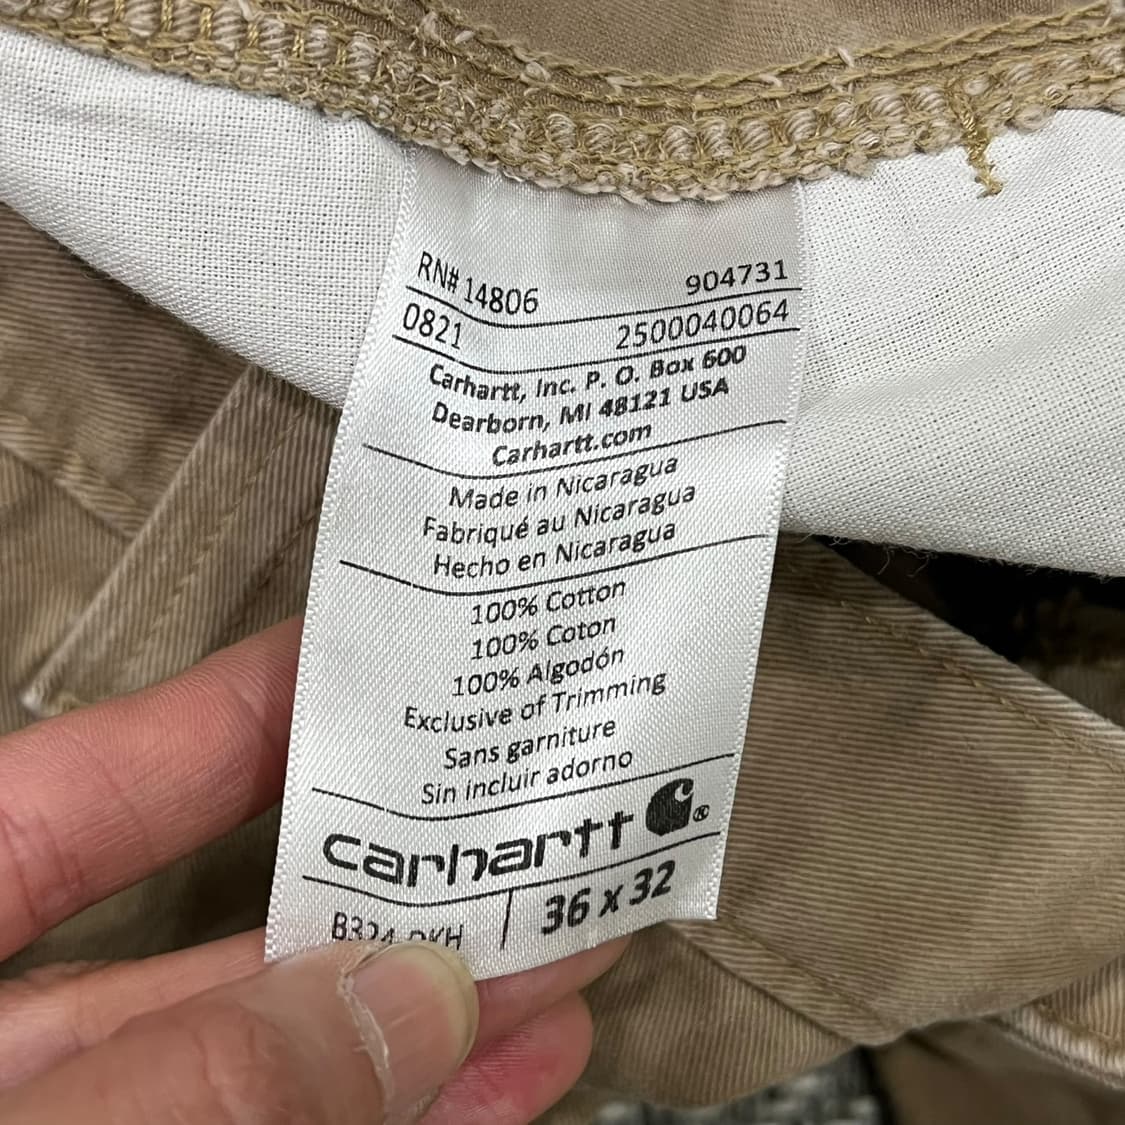 RN# 14806 904731
0821 2500040064
Carhartt, Inc. P. O. Box 600
Dearborn, MI 48121 USA
Carhartt.com
Made in Nicaragua
Fabriqué au Nicaragua
Hecho en Nicaragua
100% Cotton
100% Coton
100% Algodón
Exclusive of Trimming
Sans garniture
Sin incluir adorno
carhartt ®
B324 DKH 36 x 32